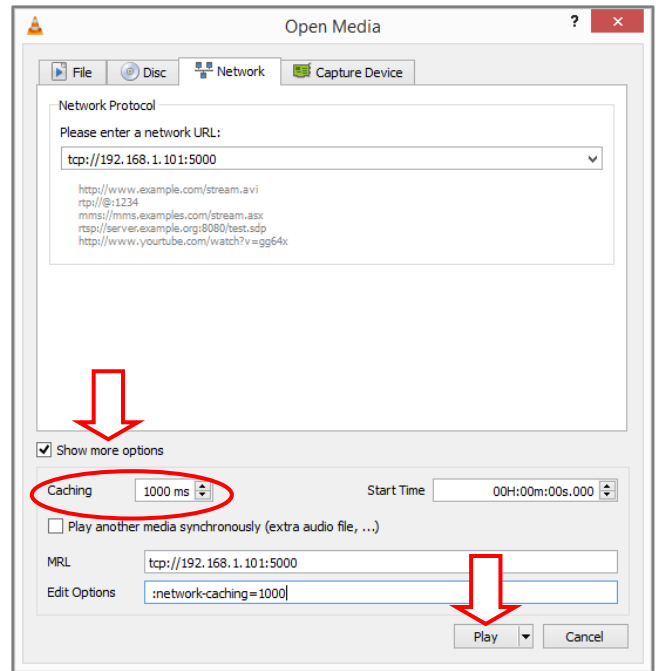 Open Media
? ×
File Disc Network Capture Device
Network Protocol
Please enter a network URL:
tcp://192.168.1.101:5000
http://www.example.com/stream.avi
rtp://@:1234
mms://mms.examples.com/stream.asx
rtsp://server.example.org:8080/test.sdp
http://www.yourtube.com/watch?v=gg64x
Show more options
Caching 1000 ms Start Time 00H:00m:00s.000
Play another media synchronously (extra audio file, ...)
MRL tcp://192.168.1.101:5000
Edit Options :network-caching=1000
Play Cancel